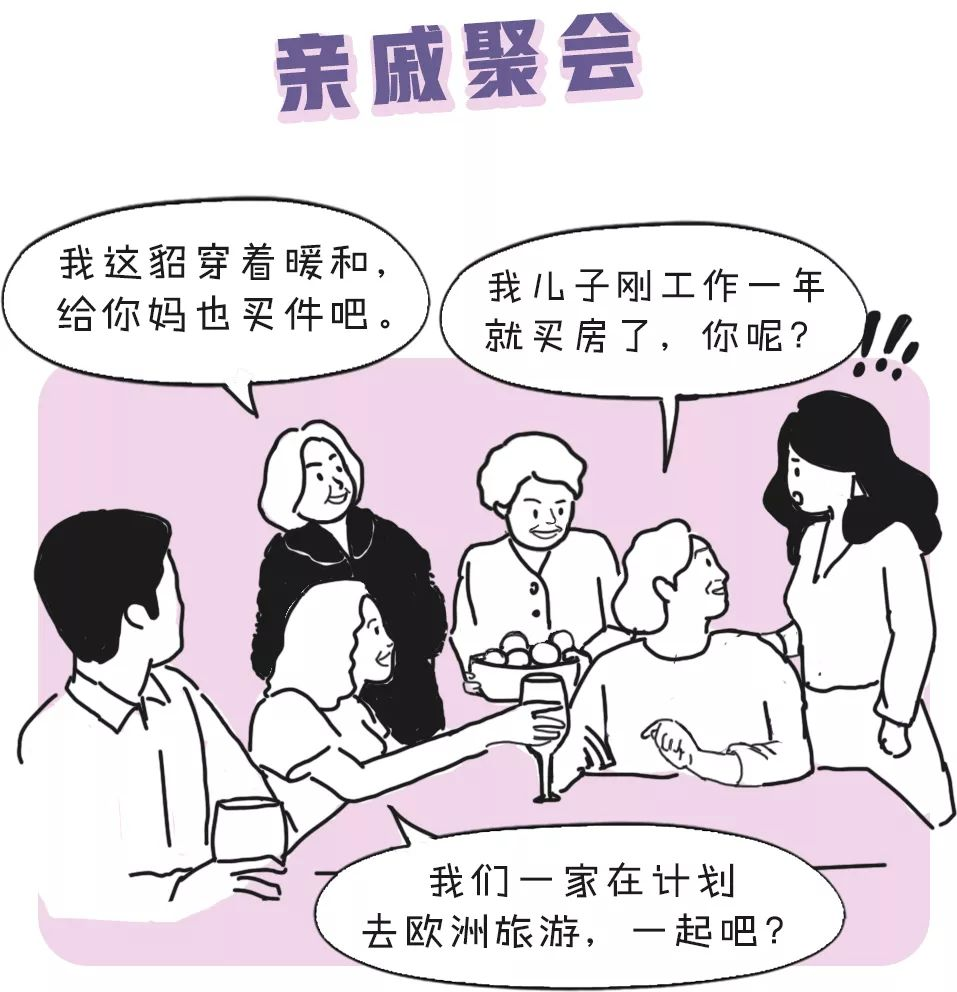 亲戚聚会
我这貂穿着暖和，
给你妈也买件吧。
我儿子刚工作一年
就买房了，你呢？
!!!
我们一家在计划
去欧洲旅游，一起吧？